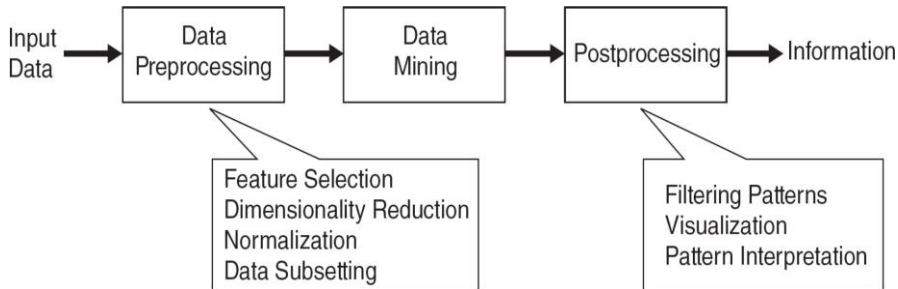 Input
Data
Data
Preprocessing
Data
Mining
Postprocessing
Information
Feature Selection
Dimensionality Reduction
Normalization
Data Subsetting
Filtering Patterns
Visualization
Pattern Interpretation